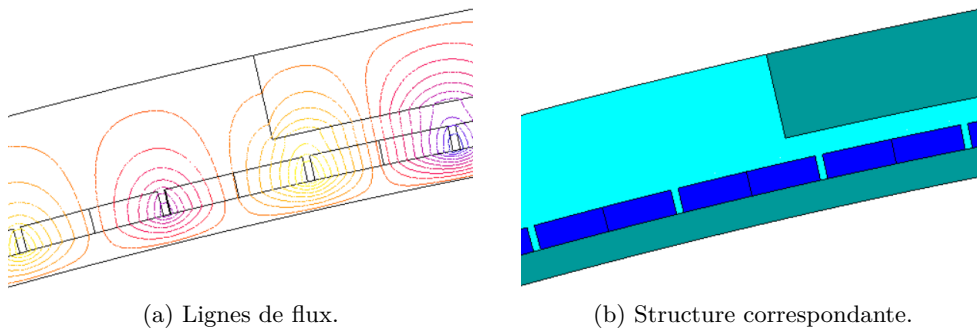 (a) Lignes de flux.
(b) Structure correspondante.